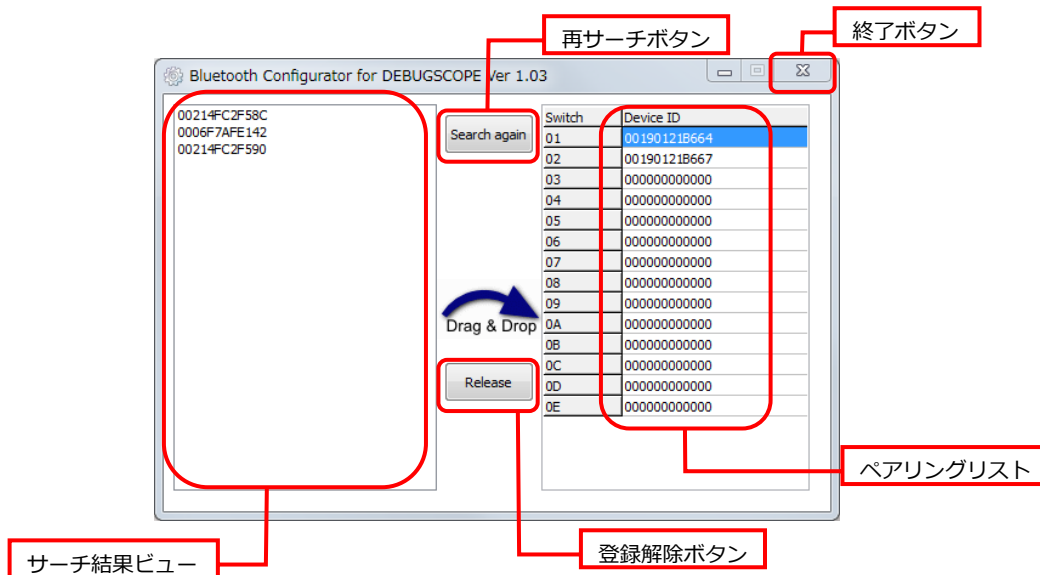 再サーチボタン
終了ボタン
Bluetooth Configurator for DEBUGSCOPE Ver 1.03
00214FC2F58C
0006F7AFE142
00214FC2F590
Search again
Drag & Drop
Release
Switch Device ID
01 00190121B664
02 00190121B667
03 000000000000
04 000000000000
05 000000000000
06 000000000000
07 000000000000
08 000000000000
09 000000000000
0A 000000000000
0B 000000000000
0C 000000000000
0D 000000000000
0E 000000000000
ペアリングリスト
登録解除ボタン
サーチ結果ビュー